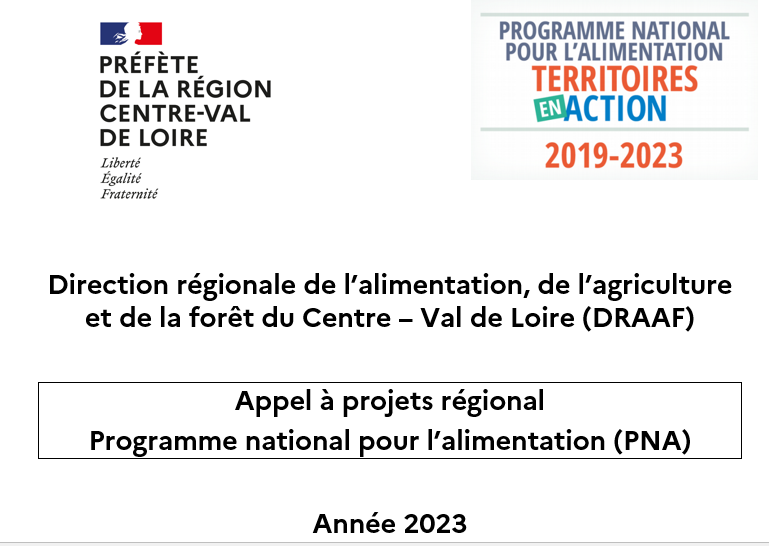 PRÉFÈTE
DE LA RÉGION
CENTRE-VAL
DE LOIRE
Liberté
Égalité
Fraternité
PROGRAMME NATIONAL
POUR L'ALIMENTATION
TERRITOIRES
EN ACTION
2019-2023
Direction régionale de l’alimentation, de l’agriculture
et de la forêt du Centre – Val de Loire (DRAAF)
Appel à projets régional
Programme national pour l’alimentation (PNA)
Année 2023